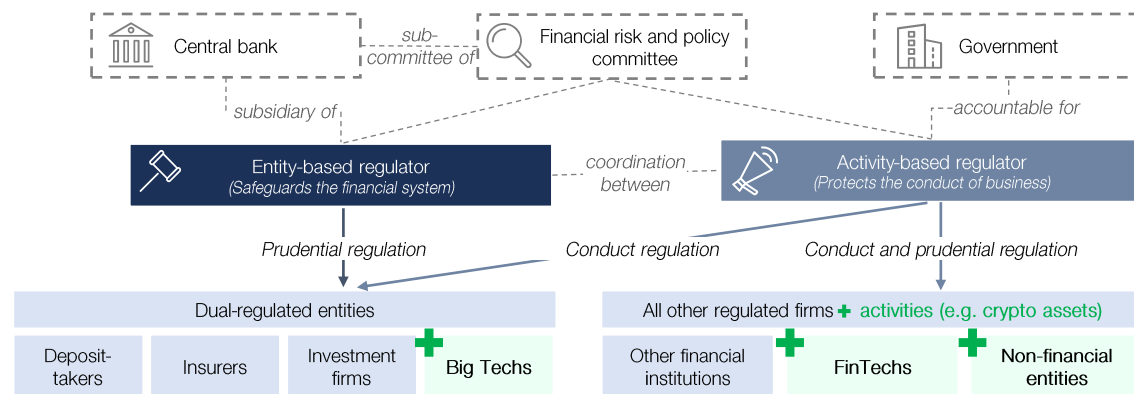 Central bank
sub-
committee of
Financial risk and policy
committee
Government
subsidiary of
accountable for
Entity-based regulator
(Safeguards the financial system)
coordination
between
Activity-based regulator
(Protects the conduct of business)
Prudential regulation
Conduct regulation
Conduct and prudential regulation
Dual-regulated entities
All other regulated firms + activities (e.g. crypto assets)
Deposit-
takers
Insurers
Investment
firms
Big Techs
Other financial
institutions
FinTechs
Non-financial
entities